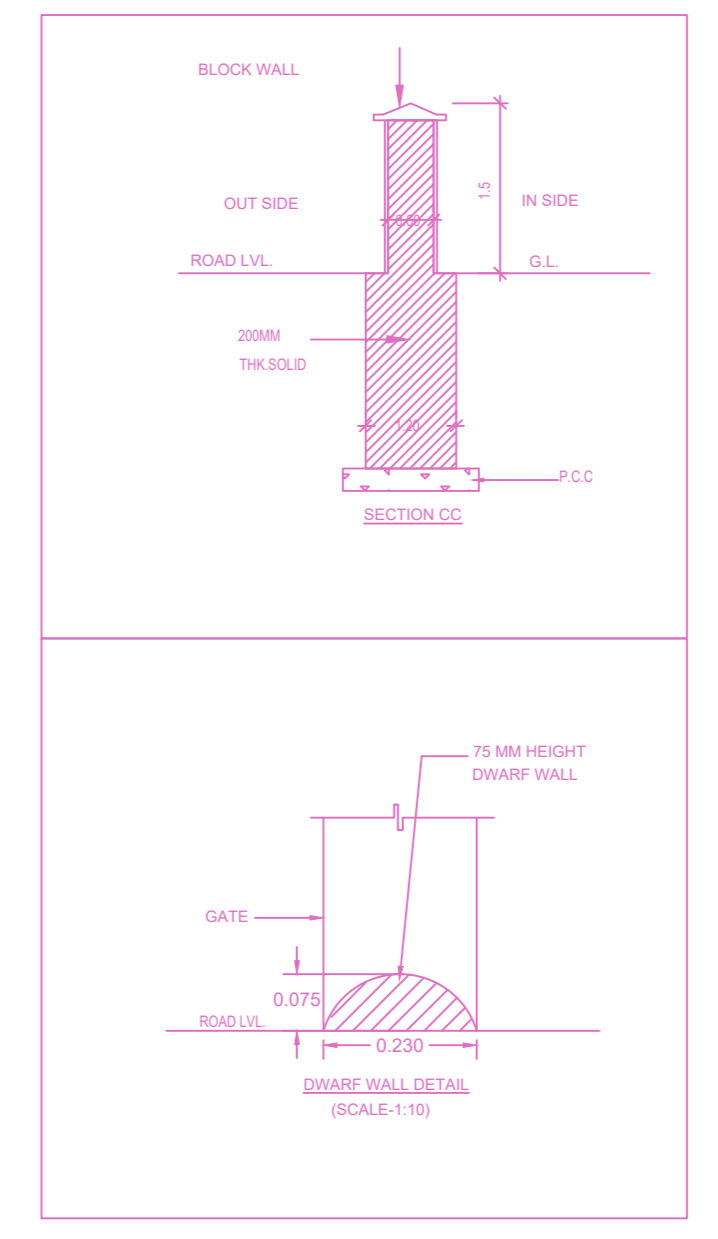 BLOCK WALL
1.5
OUT SIDE
IN SIDE
0.60
ROAD LVL.
G.L.
200MM
THK.SOLID
1.20
P.C.C
SECTION CC
75 MM HEIGHT
DWARF WALL
GATE
0.075
ROAD LVL.
0.230
DWARF WALL DETAIL
(SCALE-1:10)